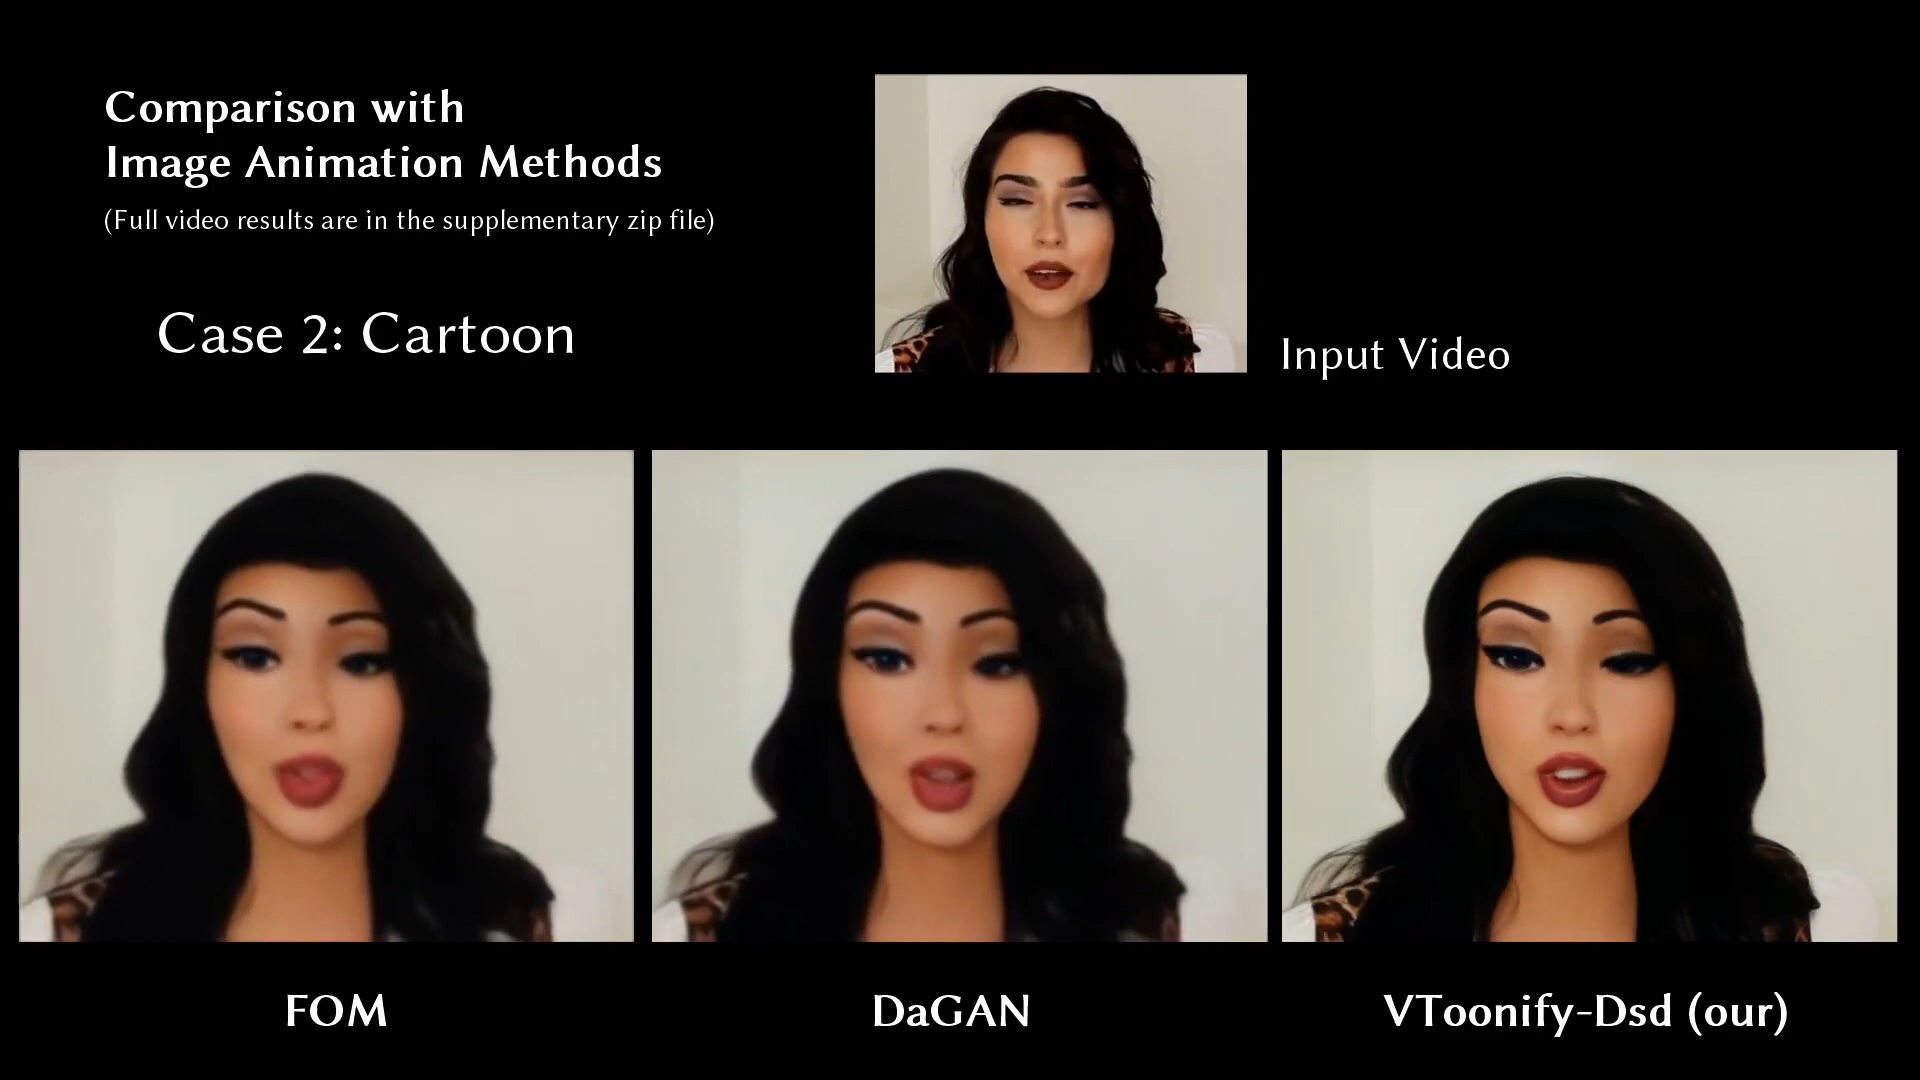 Comparison with
Image Animation Methods
(Full video results are in the supplementary zip file)
Case 2: Cartoon
Input Video
FOM
DaGAN
VToonify-Dsd (our)